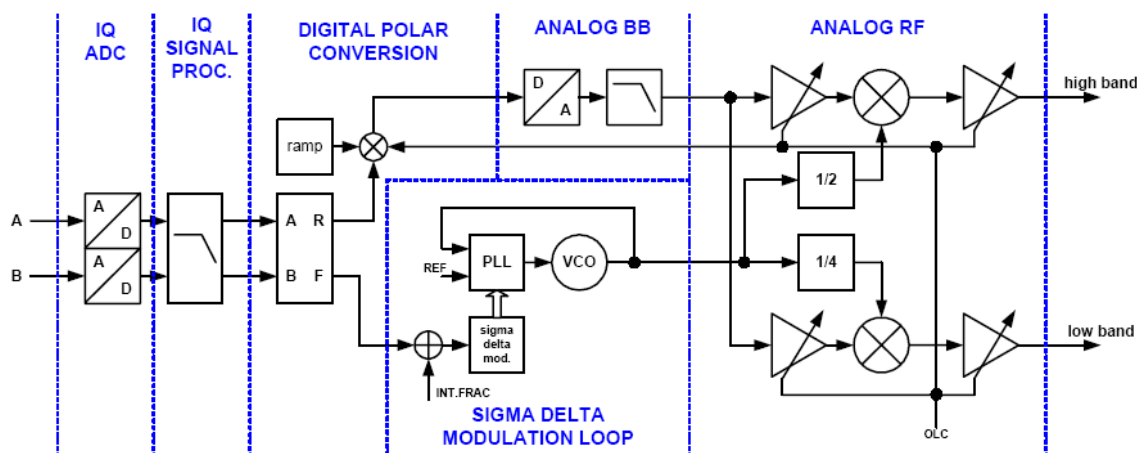 IQ
ADC
IQ
SIGNAL
PROC.
DIGITAL POLAR
CONVERSION
ANALOG BB
ANALOG RF
D
A
high band
ramp
1/2
A
A
D
A
R
B
A
D
B
F
REF
PLL
VCO
1/4
sigma
delta
mod.
low band
INT.FRAC
SIGMA DELTA
MODULATION LOOP
OLC